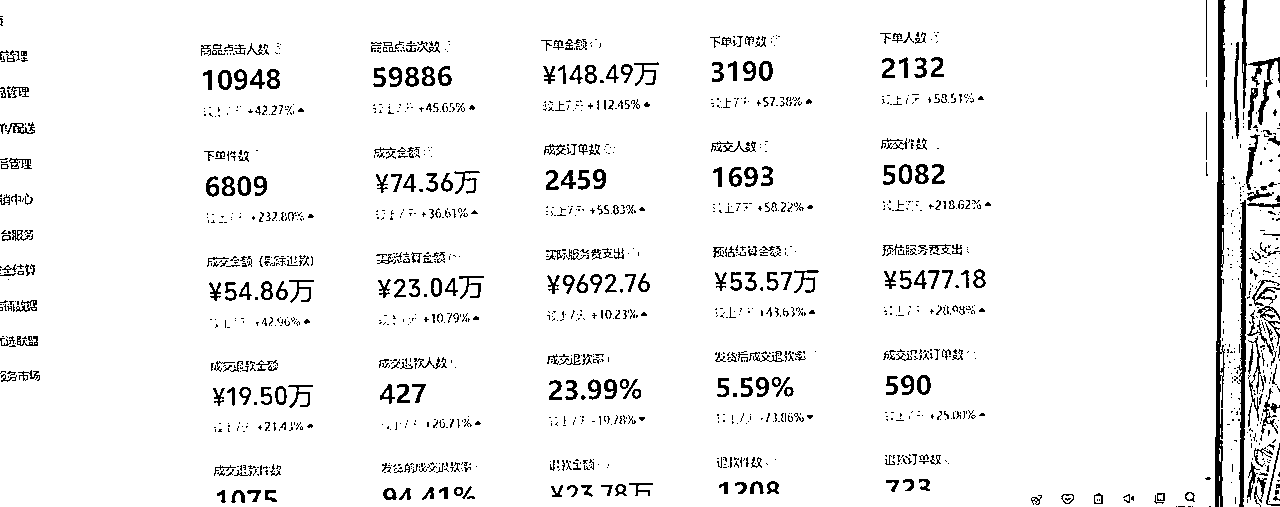 管理
管理
单/配送
后管理
销中心
台服务
金结算
营销数据
优选联盟
服务市场
商品点击人数 商品点击次数 下单金额 下单订单数 下单人数
10948 59886 ¥148.49万 3190 2132
较上7天 +42.27% 较上7天 +45.65% 较上7天 +112.45% 较上7天 +57.38% 较上7天 +58.51%
下单件数 成交金额 成交订单数 成交人数 成交件数
6809 ¥74.36万 2459 1693 5082
较上7天 +232.80% 较上7天 +36.61% 较上7天 +55.83% 较上7天 +58.22% 较上7天 +218.62%
成交金额（剔除退款） 实际结算金额 实际服务费支出 预估结算金额 预估服务费支出
¥54.86万 ¥23.04万 ¥9692.76 ¥53.57万 ¥5477.18
较上7天 +42.96% 较上7天 +10.79% 较上7天 +10.23% 较上7天 +43.63% 较上7天 +28.98%
成交退款金额 成交退款人数 成交退款率 发货后成交退款率 成交退款订单数
¥19.50万 427 23.99% 5.59% 590
较上7天 +21.43% 较上7天 +26.71% 较上7天 -19.78% 较上7天 -73.86% 较上7天 +25.00%
成交退款件数 发货前成交退款率 退款金额 退款件数 退款订单数
1075 94.41% ¥23.78万 1208 723